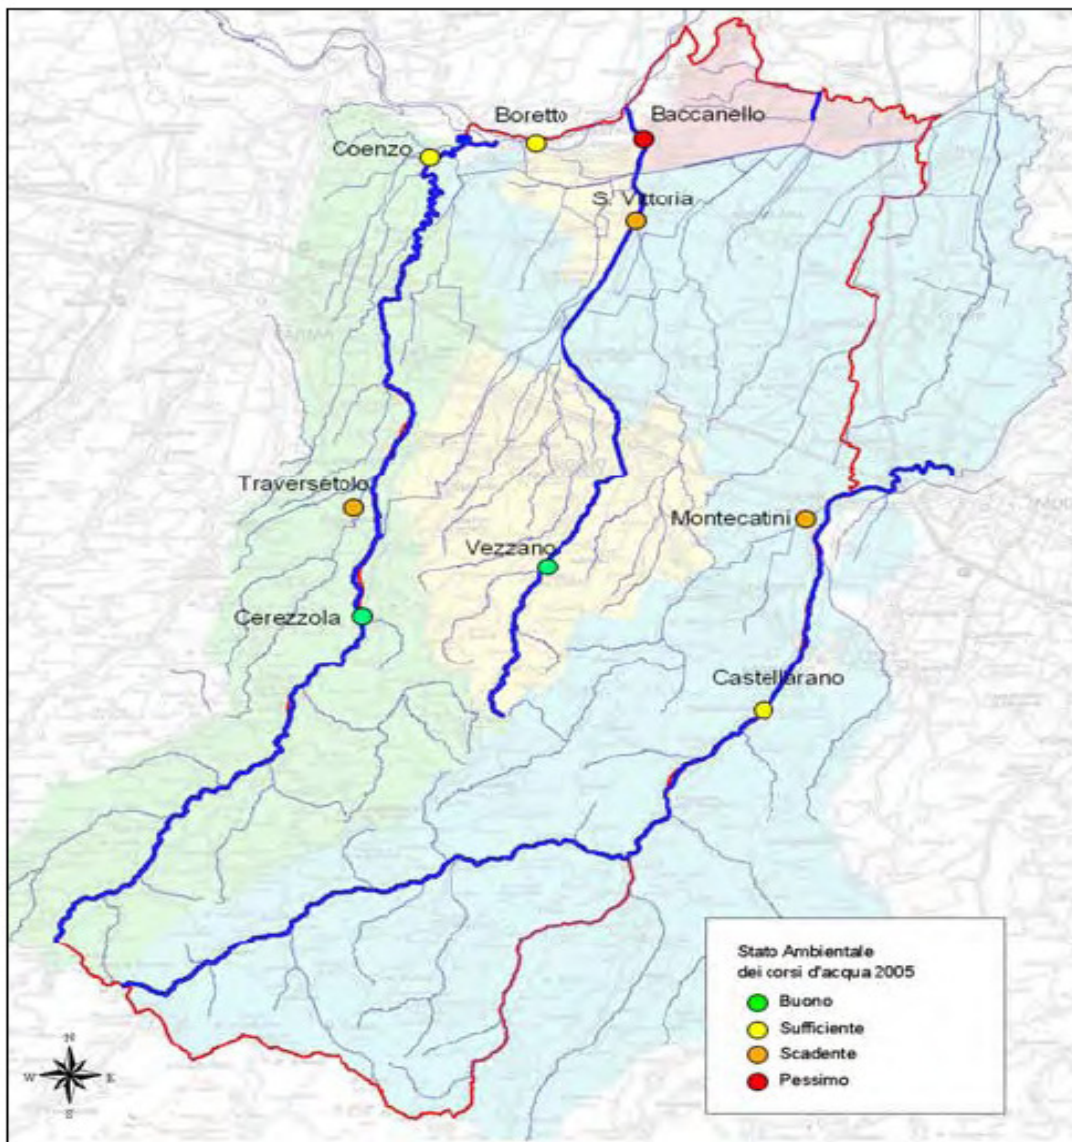 Boretto
Baccanello
Coenzo
S. Vittoria
Traversetolo
Montecatini
Vezzano
Cerezzola
Castellarano
Stato Ambientale
dei corsi d'acqua 2005
Buono
Sufficiente
Scadente
Pessimo
N
W
E
S